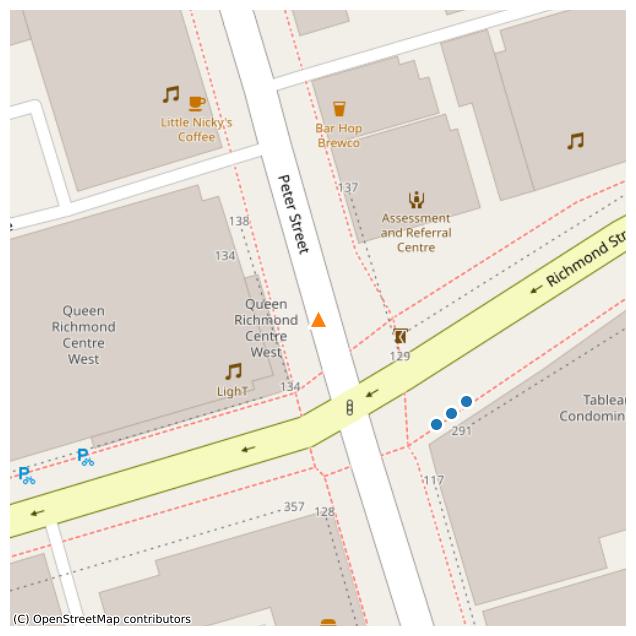 Little Nicky's
Coffee
Bar Hop
Brewco
137
Peter Street
Assessment
and Referral
Centre
138
134
Richmond Str
Queen
Richmond
Centre
West
Queen
Richmond
Centre
West
129
LighT
134
291
Tableau
Condomin
117
357
128
(C) OpenStreetMap contributors